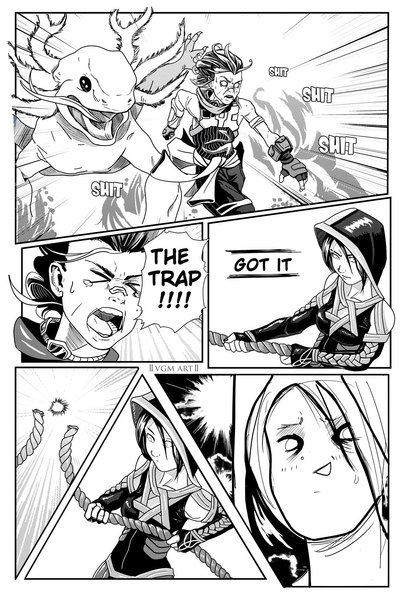 SHIT
SHIT
SHIT
SHIT
THE
TRAP
!!!!
GOT IT
|| VGM ART ||